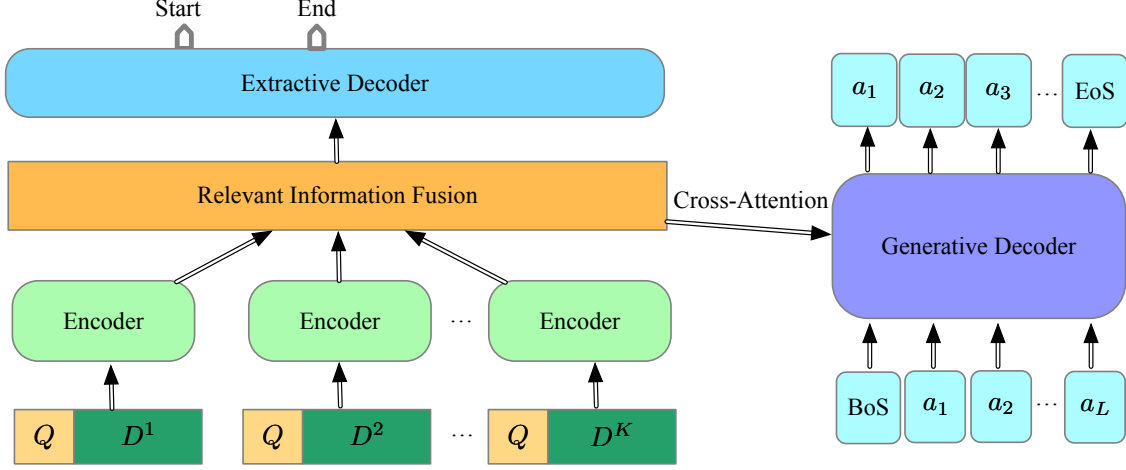 Start End
Extractive Decoder
a₁ a₂ a₃ ... EoS
Relevant Information Fusion
Cross-Attention
Generative Decoder
Encoder Encoder ... Encoder
Q D¹ Q D² ... Q Dᴷ
BoS a₁ a₂ ... a_L